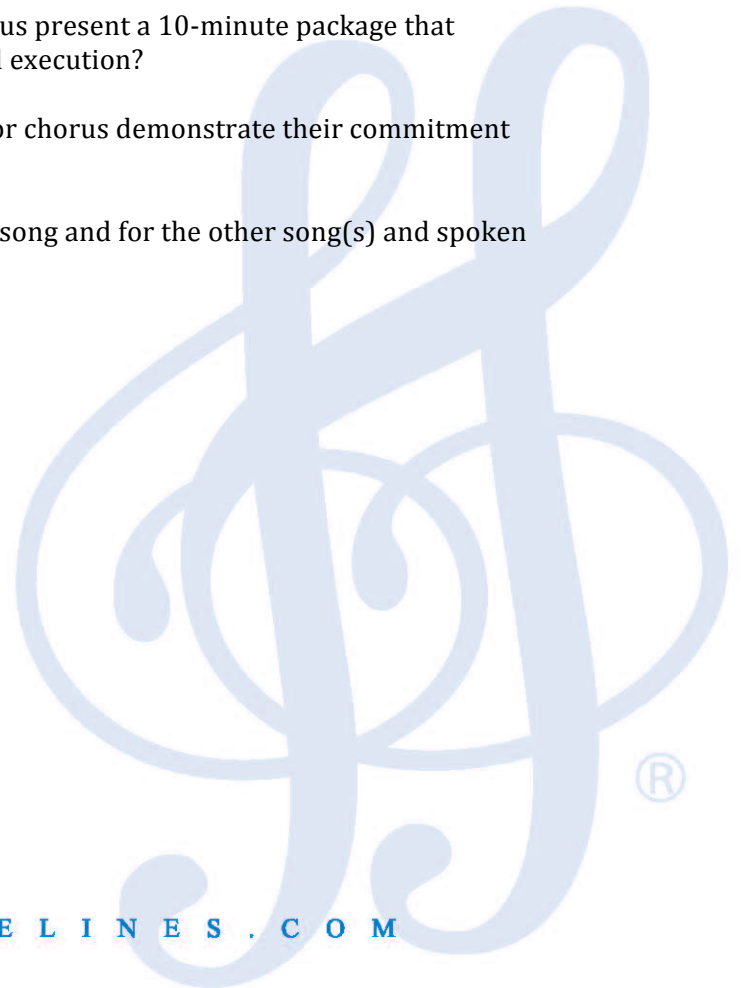 us present a 10-minute package that
execution?
or chorus demonstrate their commitment
song and for the other song(s) and spoken
®
E L I N E S . C O M